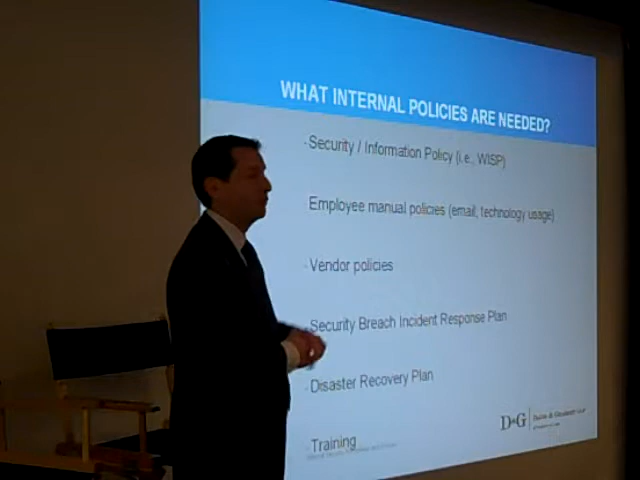 WHAT INTERNAL POLICIES ARE NEEDED?
Security / Information Policy (i.e., WISP)
Employee manual policies (email, technology usage)
Vendor policies
Security Breach Incident Response Plan
Disaster Recovery Plan
Training
D+G